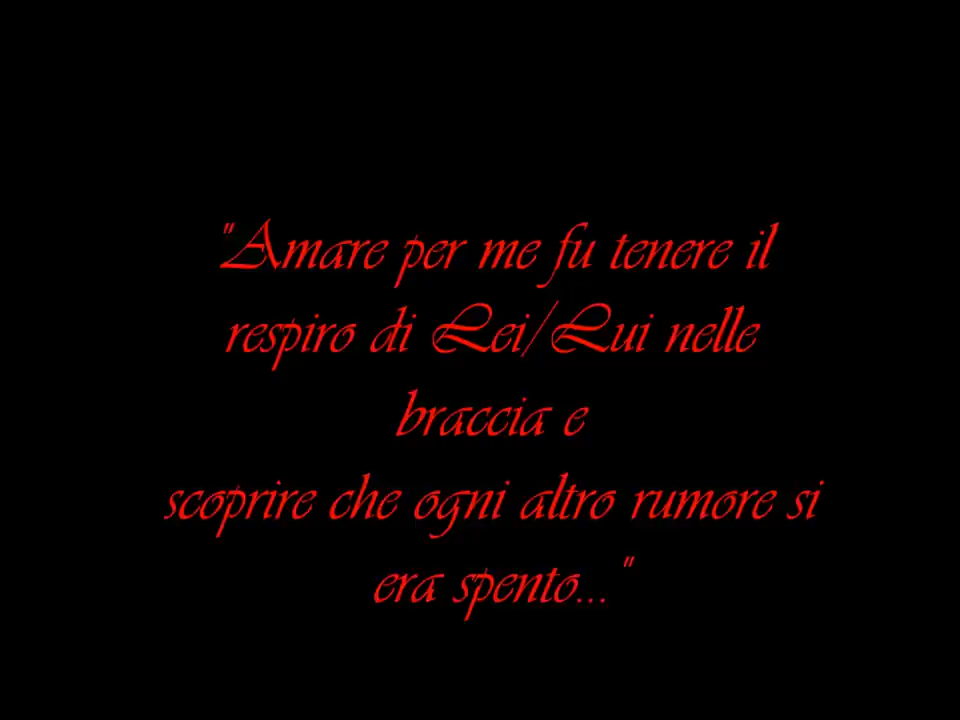 "Amare per me fu tenere il
respiro di Lei/Lui nelle
braccia e
scoprire che ogni altro rumore si
era spento..."